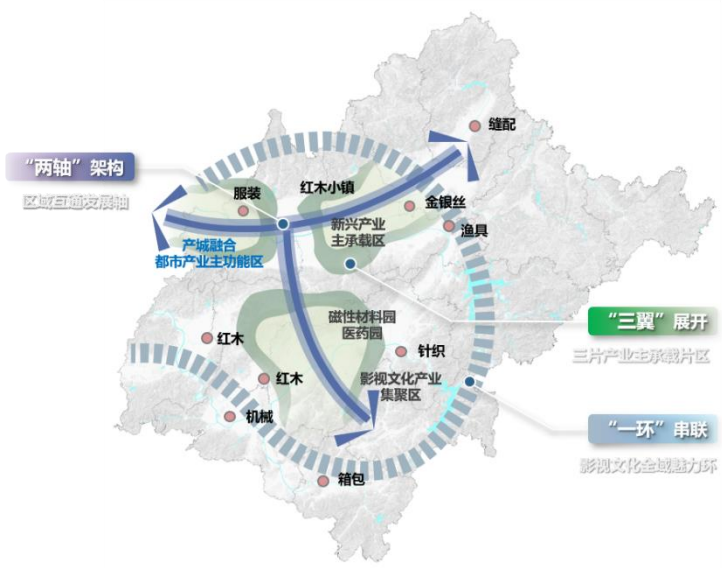 缝配
“两轴”架构
区域互通发展轴
服装
红木小镇
金银丝
新兴产业
主承载区
渔具
产城融合
都市产业主功能区
磁性材料园
医药园
“三翼”展开
三片产业主承载片区
红木
针织
红木
影视文化产业
集聚区
机械
“一环”串联
影视文化全域魅力环
箱包